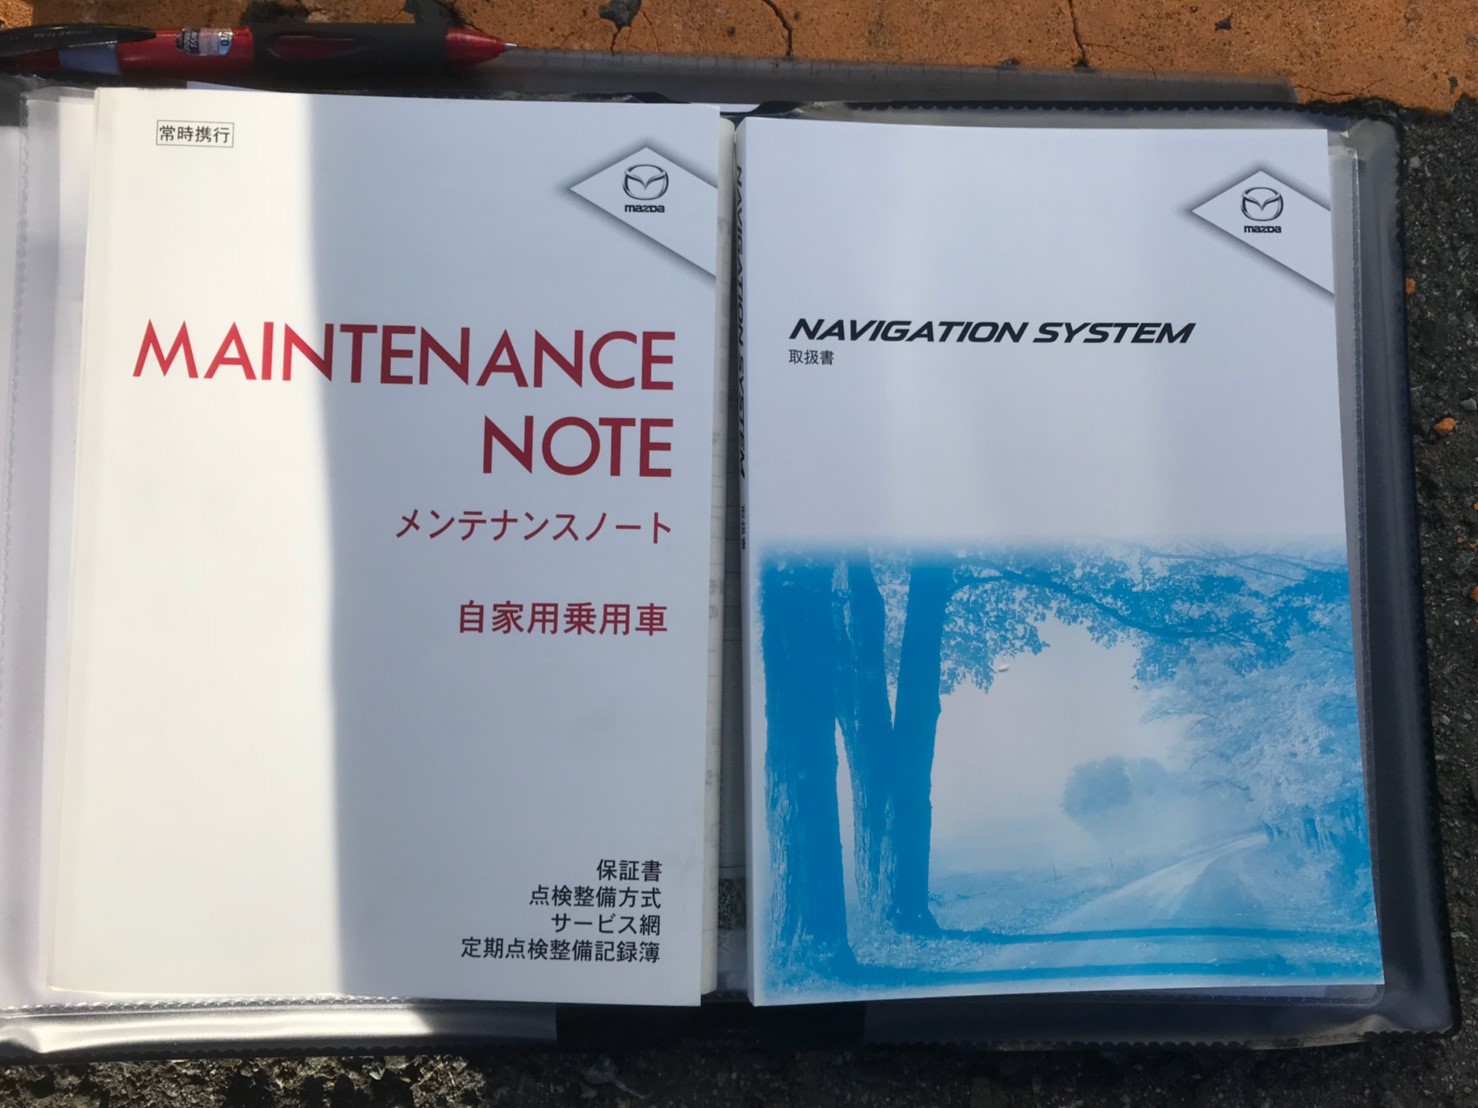 常時携行
mazda
MAINTENANCE
NOTE
メンテナンスノート
自家用乗用車
保証書
点検整備方式
サービス網
定期点検整備記録簿
NAVIGATION SYSTEM
mazda
NAVIGATION SYSTEM
取扱書